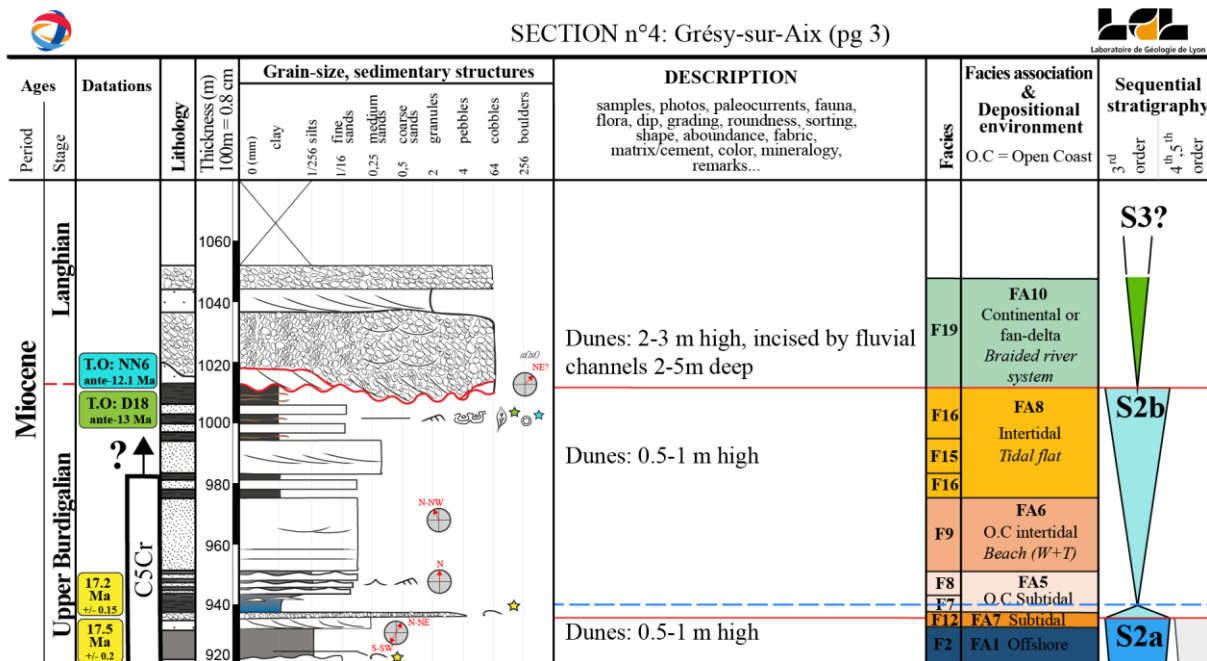 SECTION n°4: Grésy-sur-Aix (pg 3)
LGL
Laboratoire de Géologie de Lyon
Ages
Period
Stage
Datations
Lithology
Thickness (m)
100m = 0.8 cm
Grain-size, sedimentary structures
0 (mm)
clay
1/256 silts
1/16 fine sands
0,25 medium sands
0,5 coarse sands
2 granules
4 pebbles
64 cobbles
256 boulders
DESCRIPTION
samples, photos, paleocurrents, fauna,
flora, dip, grading, roundness, sorting,
shape, aboundance, fabric,
matrix/cement, color, mineralogy,
remarks...
Facies
Facies association
&
Depositional
environment
O.C = Open Coast
Sequential
stratigraphy
3rd order
4th,5th order
Miocene
Langhian
Upper Burdigalian
T.O: NN6
ante-12.1 Ma
T.O: D18
ante-13 Ma
?
C5Cr
17.2
Ma
+/- 0.15
17.5
Ma
+/- 0.2
1060
1040
1020
1000
980
960
940
920
NE?
N-NW
N
N-NE
S-SW
Dunes: 2-3 m high, incised by fluvial
channels 2-5m deep
Dunes: 0.5-1 m high
Dunes: 0.5-1 m high
F19
F16
F15
F16
F9
F8
F7
F12
F2
FA10
Continental or
fan-delta
Braided river
system
FA8
Intertidal
Tidal flat
FA6
O.C intertidal
Beach (W+T)
FA5
O.C Subtidal
FA7 Subtidal
FA1 Offshore
S3?
S2b
S2a